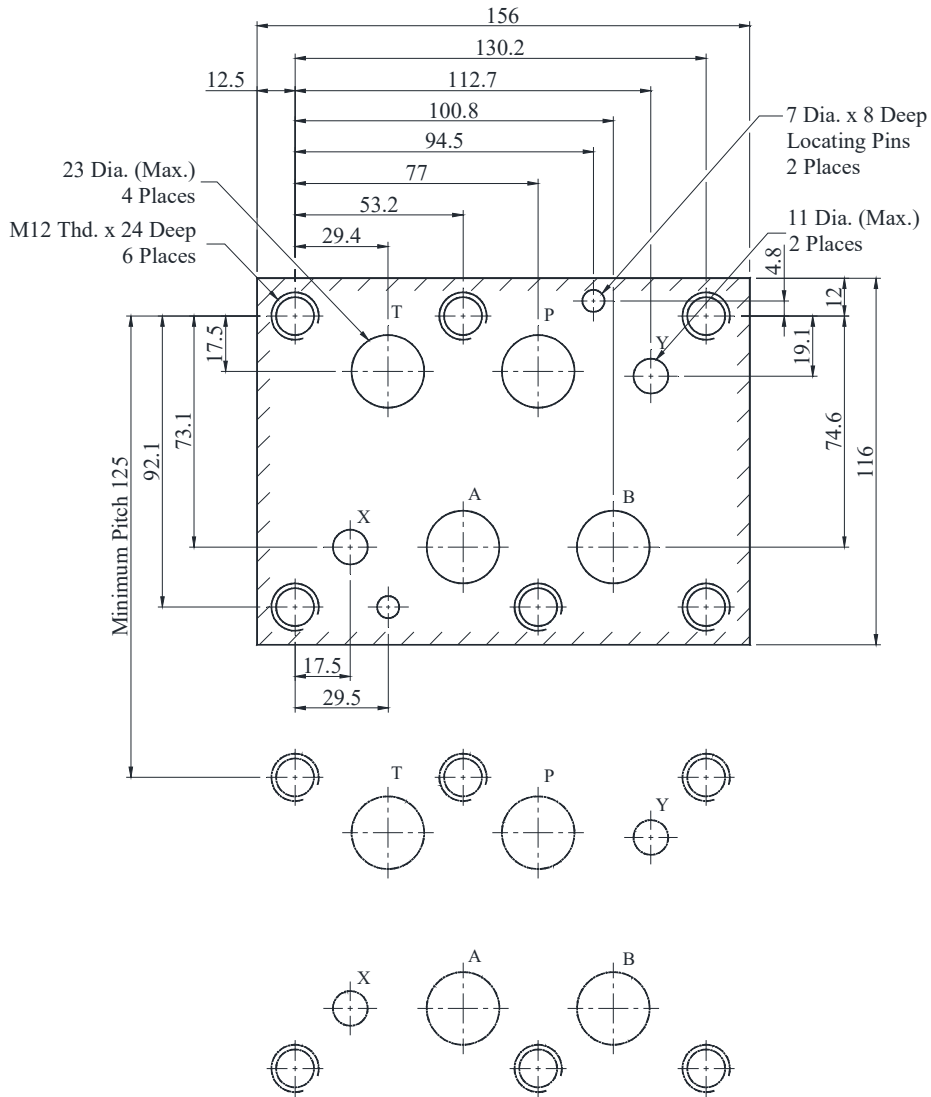 156
130.2
12.5
112.7
100.8
94.5
77
53.2
29.4
7 Dia. x 8 Deep
Locating Pins
2 Places
23 Dia. (Max.)
4 Places
M12 Thd. x 24 Deep
6 Places
11 Dia. (Max.)
2 Places
4.8
12
T
P
Y
17.5
19.1
73.1
92.1
Minimum Pitch 125
74.6
116
X
A
B
17.5
29.5
T
P
Y
X
A
B